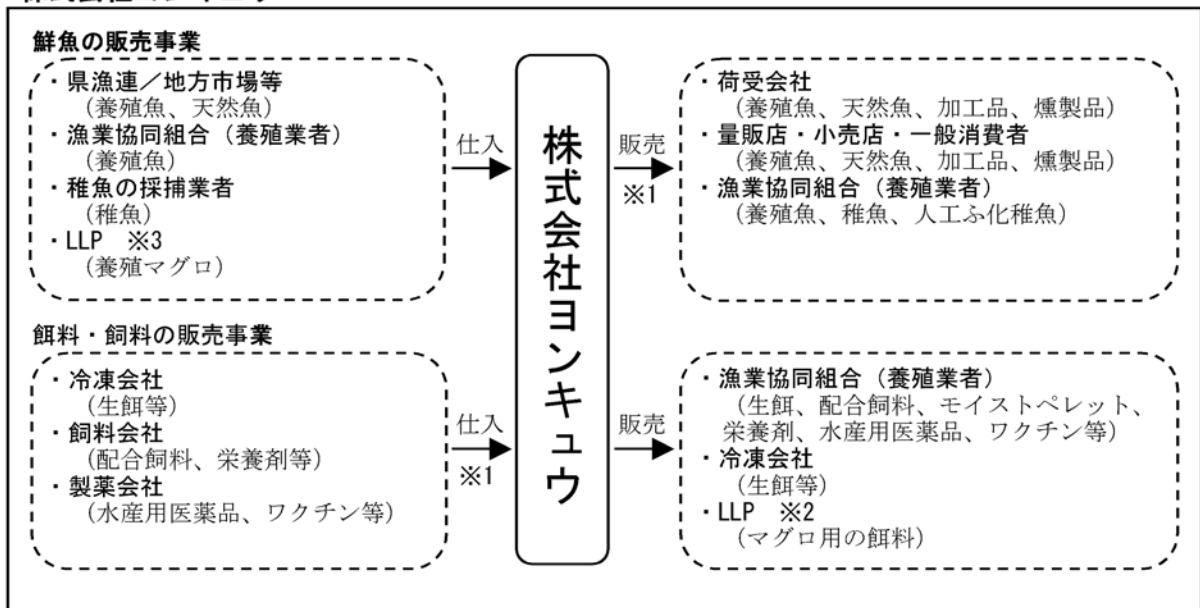 鮮魚の販売事業
・県漁連／地方市場等
(養殖魚、天然魚)
・漁業協同組合（養殖業者）
(養殖魚)
・稚魚の採捕業者
(稚魚)
・LLP ※3
(養殖マグロ)
仕入
株式会社ヨンキュウ
販売
※1
・荷受会社
(養殖魚、天然魚、加工品、燻製品)
・量販店・小売店・一般消費者
(養殖魚、天然魚、加工品、燻製品)
・漁業協同組合（養殖業者）
(養殖魚、稚魚、人工ふ化稚魚)
餌料・飼料の販売事業
・冷凍会社
(生餌等)
・飼料会社
(配合飼料、栄養剤等)
・製薬会社
(水産用医薬品、ワクチン等)
仕入
※1
販売
・漁業協同組合（養殖業者）
(生餌、配合飼料、モイストペレット、
栄養剤、水産用医薬品、ワクチン等)
・冷凍会社
(生餌等)
・LLP ※2
(マグロ用の餌料)